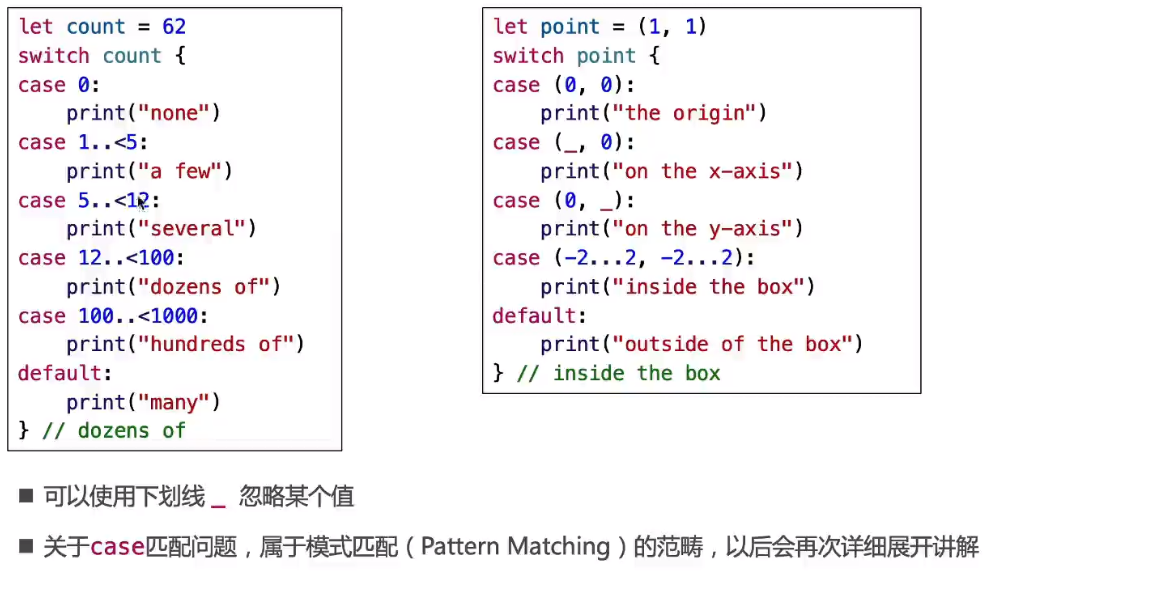 let count = 62
switch count {
case 0:
    print("none")
case 1..<5:
    print("a few")
case 5..<12:
    print("several")
case 12..<100:
    print("dozens of")
case 100..<1000:
    print("hundreds of")
default:
    print("many")
} // dozens of
let point = (1, 1)
switch point {
case (0, 0):
    print("the origin")
case (_, 0):
    print("on the x-axis")
case (0, _):
    print("on the y-axis")
case (-2...2, -2...2):
    print("inside the box")
default:
    print("outside of the box")
} // inside the box
■ 可以使用下划线 _ 忽略某个值
■ 关于case匹配问题，属于模式匹配（Pattern Matching）的范畴，以后会再次详细展开讲解